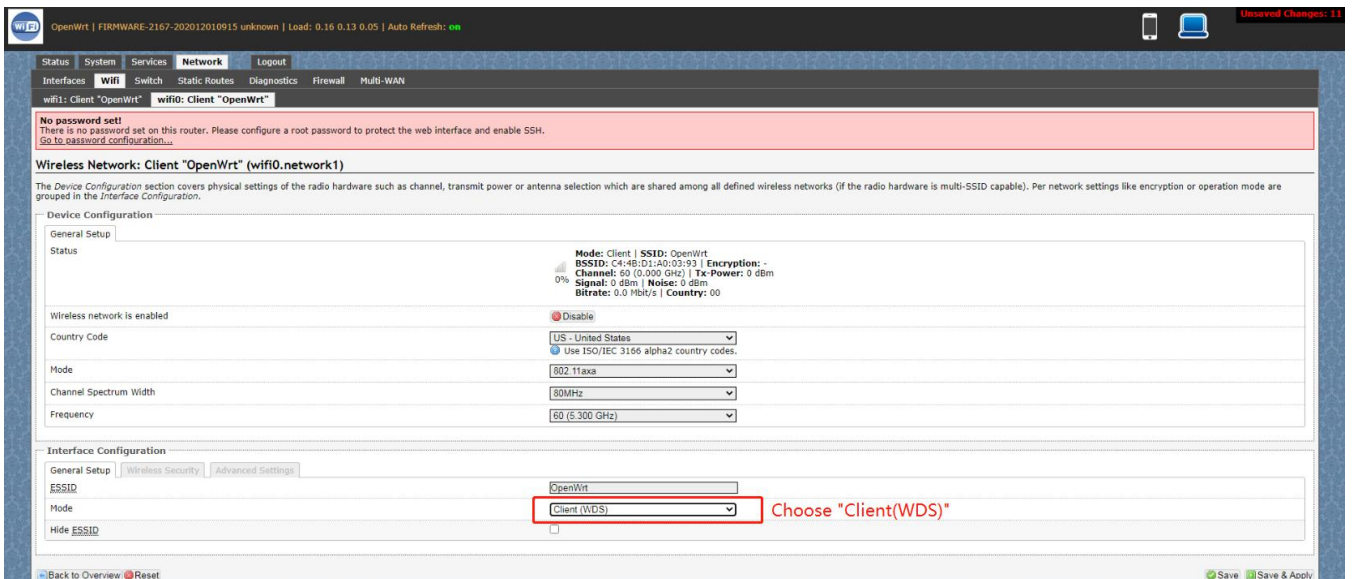 WiFi
OpenWrt | FIRMWARE-2167-202012010915 unknown | Load: 0.16 0.13 0.05 | Auto Refresh: on
Unsaved Changes: 11
Status System Services Network Logout
Interfaces Wifi Switch Static Routes Diagnostics Firewall Multi-WAN
wifi1: Client "OpenWrt" wifi0: Client "OpenWrt"
No password set!
There is no password set on this router. Please configure a root password to protect the web interface and enable SSH.
Go to password configuration...
Wireless Network: Client "OpenWrt" (wifi0.network1)
The Device Configuration section covers physical settings of the radio hardware such as channel, transmit power or antenna selection which are shared among all defined wireless networks (if the radio hardware is multi-SSID capable). Per network settings like encryption or operation mode are
grouped in the Interface Configuration.
Device Configuration
General Setup
Status
Mode: Client | SSID: OpenWrt
BSSID: C4:4B:D1:A0:03:93 | Encryption: -
Channel: 60 (0.000 GHz) | Tx-Power: 0 dBm
0% Signal: 0 dBm | Noise: 0 dBm
Bitrate: 0.0 Mbit/s | Country: 00
Wireless network is enabled Disable
Country Code US - United States
Use ISO/IEC 3166 alpha2 country codes.
Mode 802.11axa
Channel Spectrum Width 80MHz
Frequency 60 (5.300 GHz)
Interface Configuration
General Setup Wireless Security Advanced Settings
ESSID OpenWrt
Mode Client (WDS) Choose "Client(WDS)"
Hide ESSID
Back to Overview Reset Save Save & Apply